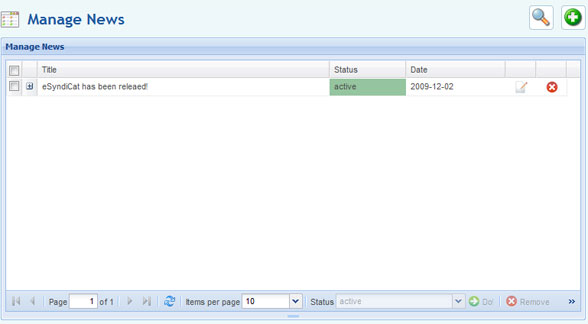 Manage News
Manage News
Title Status Date
eSyndiCat has been releaed! active 2009-12-02
Page 1 of 1 Items per page 10 Status active Do! Remove »